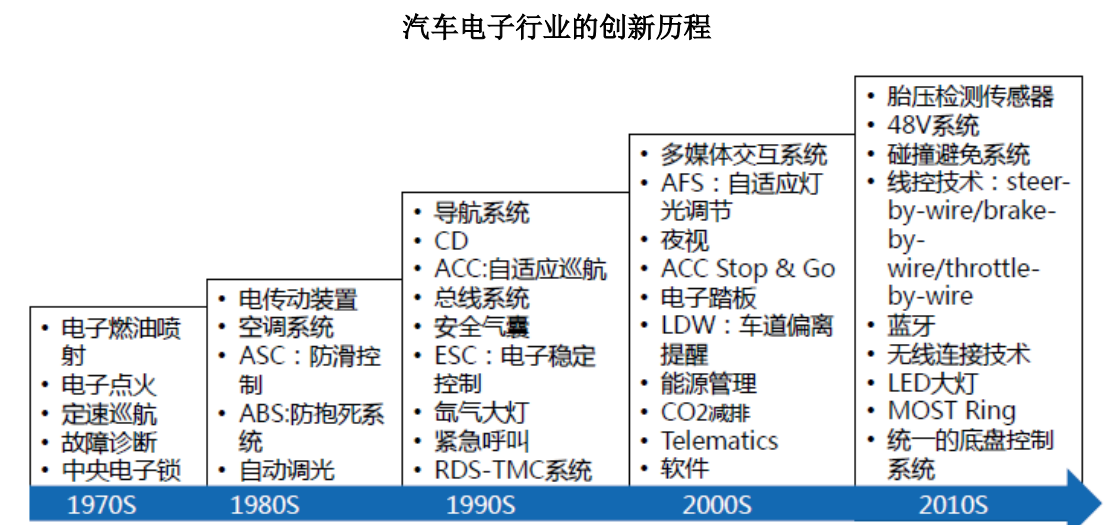 汽车电子行业的创新历程
• 电子燃油喷
射
• 电子点火
• 定速巡航
• 故障诊断
• 中央电子锁
• 电传动装置
• 空调系统
• ASC：防滑控
制
• ABS:防抱死系
统
• 自动调光
• 导航系统
• CD
• ACC:自适应巡航
• 总线系统
• 安全气囊
• ESC：电子稳定
控制
• 氙气大灯
• 紧急呼叫
• RDS-TMC系统
• 多媒体交互系统
• AFS：自适应灯
光调节
• 夜视
• ACC Stop & Go
• 电子踏板
• LDW：车道偏离
提醒
• 能源管理
• CO2减排
• Telematics
• 软件
• 胎压检测传感器
• 48V系统
• 碰撞避免系统
• 线控技术：steer-
by-wire/brake-
by-
wire/throttle-
by-wire
• 蓝牙
• 无线连接技术
• LED大灯
• MOST Ring
• 统一的底盘控制
系统
1970S
1980S
1990S
2000S
2010S